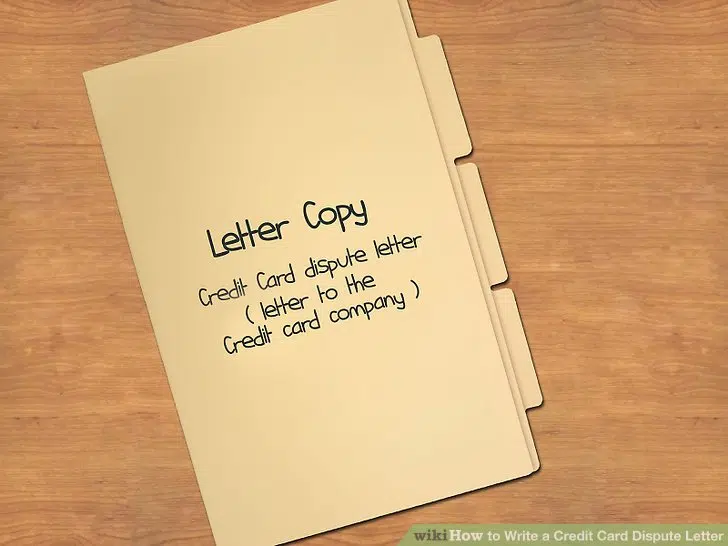 Letter Copy
Credit Card dispute letter
( letter to the
Credit card company )
wikiHow to Write a Credit Card Dispute Letter